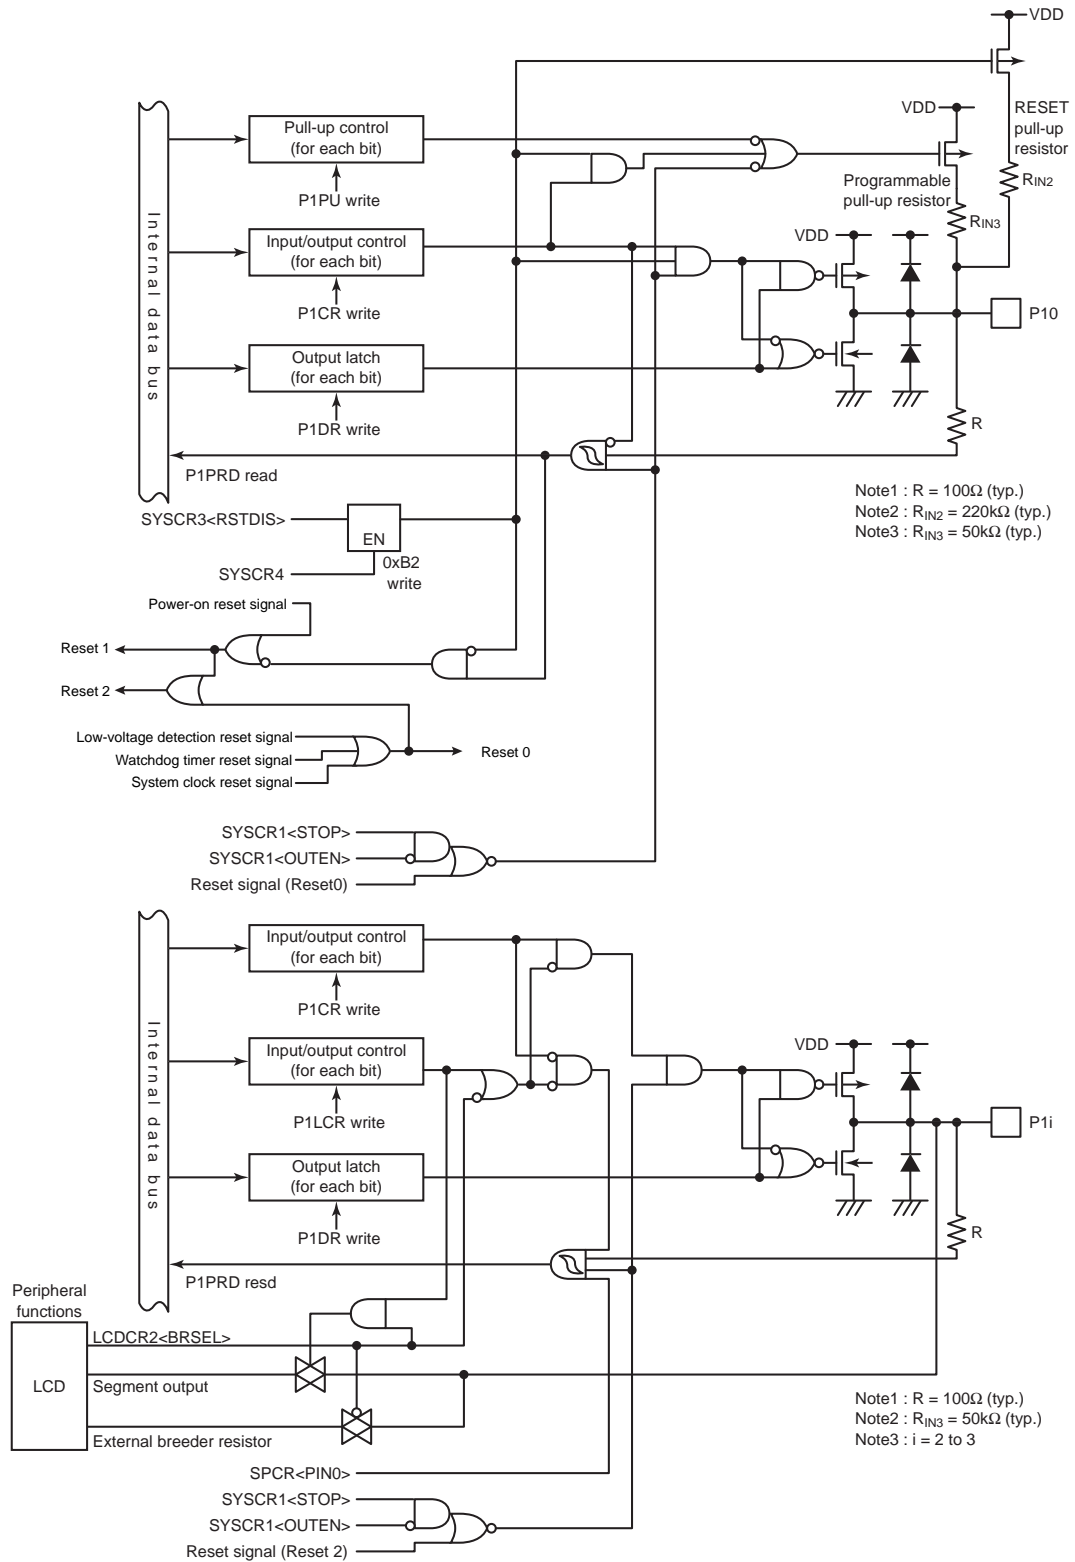 VDD
VDD
RESET
pull-up
resistor
Pull-up control
(for each bit)
RIN2
Programmable
pull-up resistor
P1PU write
RIN3
Internal data bus
Input/output control
(for each bit)
VDD
P1CR write
P10
Output latch
(for each bit)
R
P1DR write
P1PRD read
Note1 : R = 100Ω (typ.)
Note2 : RIN2 = 220kΩ (typ.)
Note3 : RIN3 = 50kΩ (typ.)
SYSCR3<RSTDIS>
EN
0xB2
write
SYSCR4
Power-on reset signal
Reset 1
Reset 2
Low-voltage detection reset signal
Watchdog timer reset signal
System clock reset signal
Reset 0
SYSCR1<STOP>
SYSCR1<OUTEN>
Reset signal (Reset0)
Input/output control
(for each bit)
P1CR write
Internal data bus
Input/output control
(for each bit)
VDD
P1LCR write
P1i
Output latch
(for each bit)
R
P1DR write
P1PRD resd
Peripheral
functions
LCD
LCDCR2<BRSEL>
Segment output
External breeder resistor
Note1 : R = 100Ω (typ.)
Note2 : RIN3 = 50kΩ (typ.)
Note3 : i = 2 to 3
SPCR<PIN0>
SYSCR1<STOP>
SYSCR1<OUTEN>
Reset signal (Reset 2)